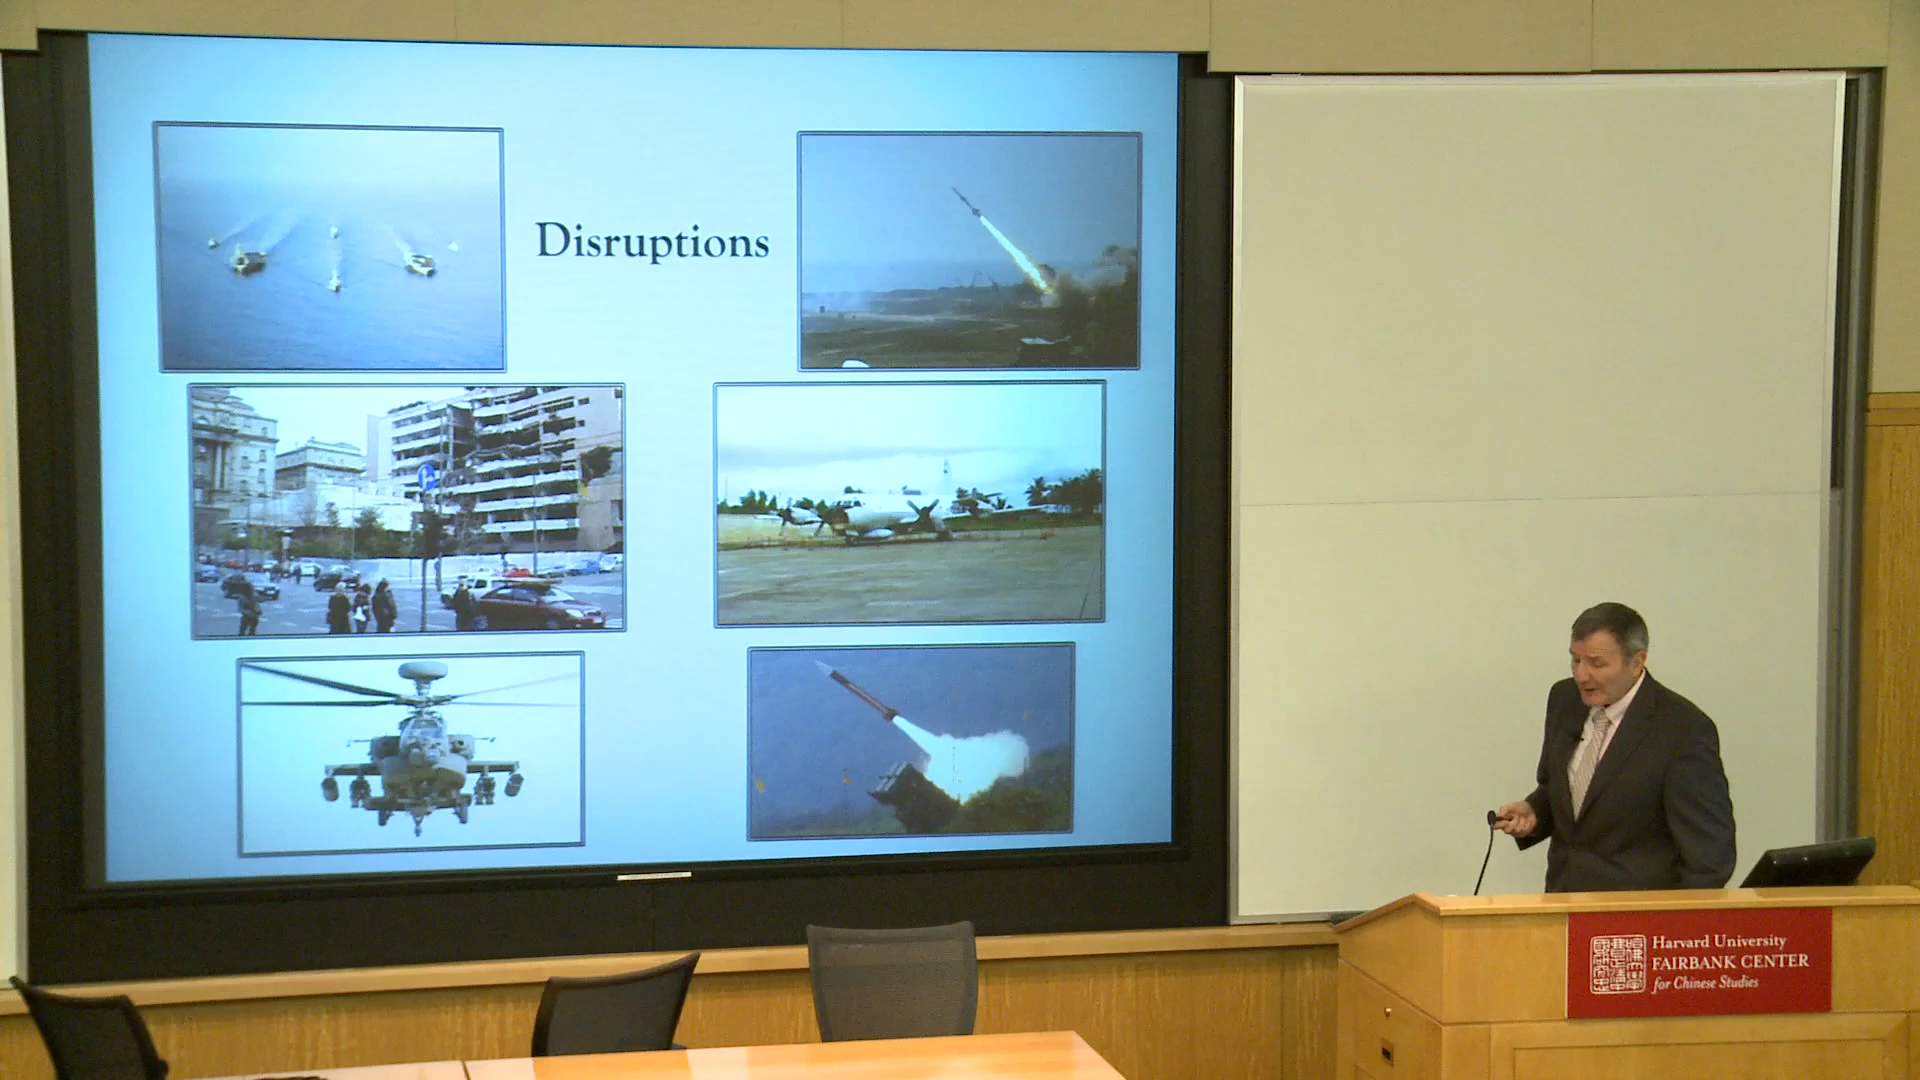 Disruptions
Harvard University
FAIRBANK CENTER
for Chinese Studies